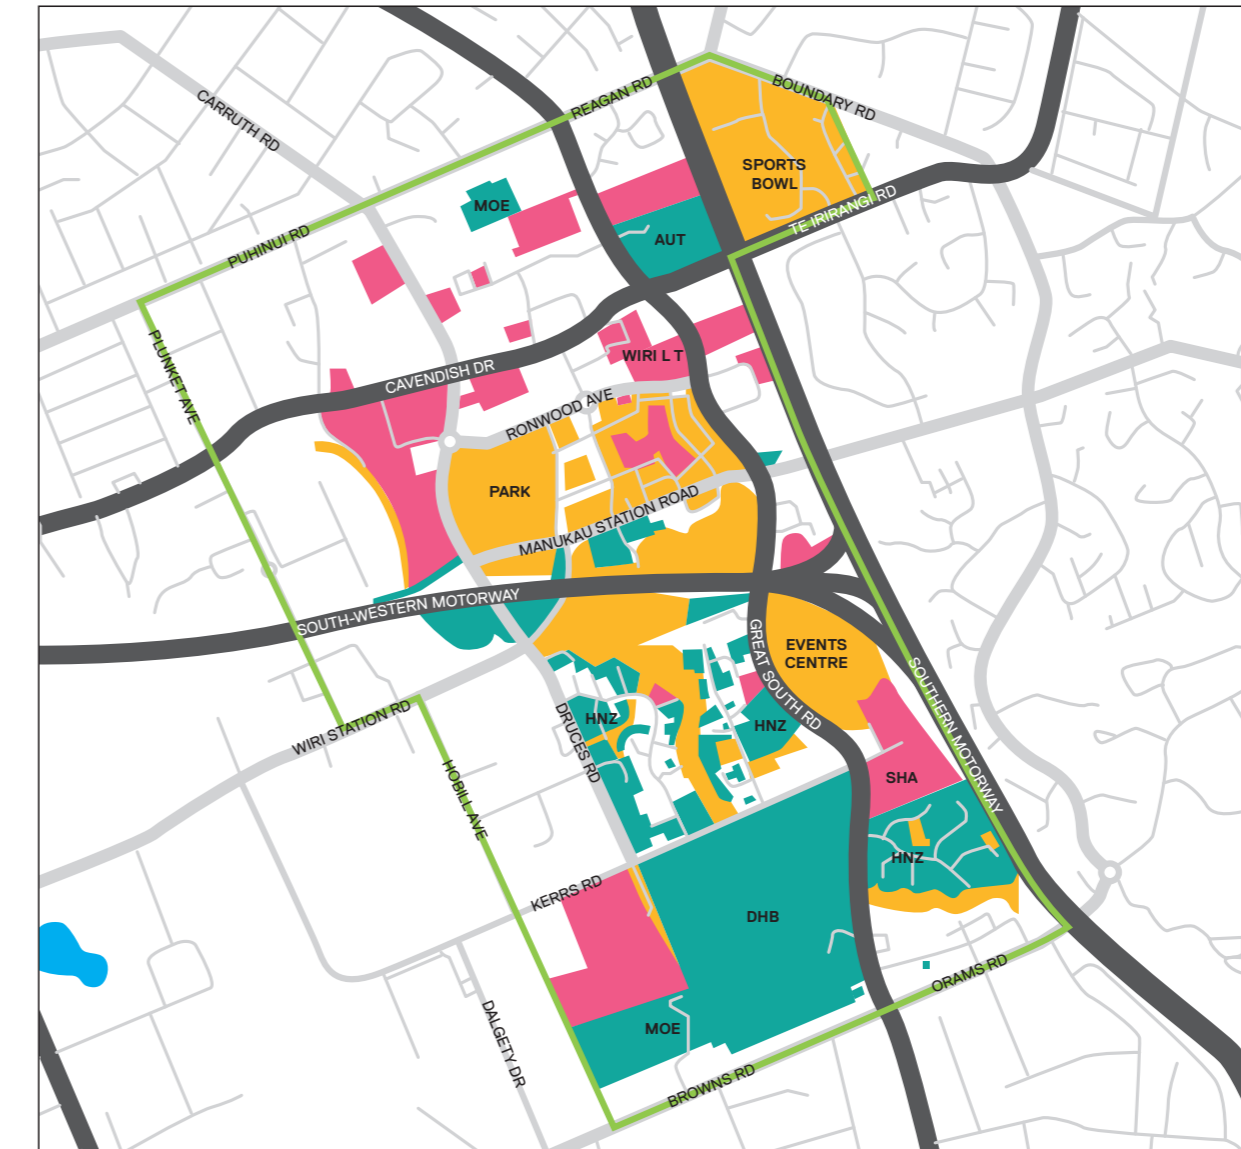 REAGAN RD
BOUNDARY RD
CARRUTH RD
SPORTS
BOWL
MOE
TE IRIRANGI RD
PUHINUI RD
AUT
PLUNKET AVE
WIRI L T
CAVENDISH DR
RONWOOD AVE
PARK
MANUKAU STATION ROAD
SOUTH-WESTERN MOTORWAY
GREAT SOUTH RD
EVENTS
CENTRE
SOUTHERN MOTORWAY
WIRI STATION RD
DRUCES RD
HNZ
HNZ
HOBILL AVE
SHA
HNZ
KERRS RD
DHB
ORAMS RD
DALGETY DR
MOE
BROWNS RD